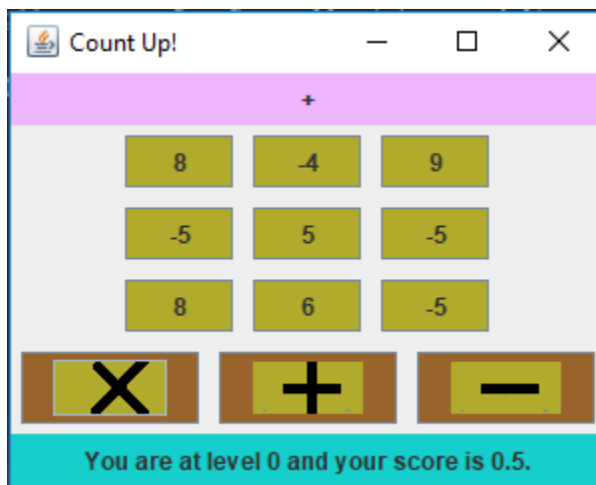 Count Up!
+
8 -4 9
-5 5 -5
8 6 -5
× + −
You are at level 0 and your score is 0.5.